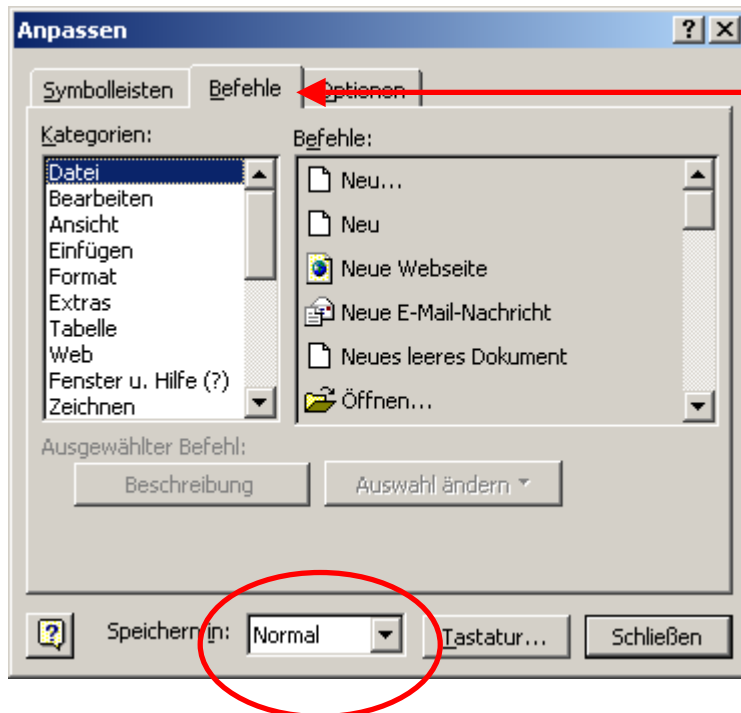 Anpassen
Symbolleisten Befehle Optionen
Kategorien: Befehle:
Datei
Bearbeiten
Ansicht
Einfügen
Format
Extras
Tabelle
Web
Fenster u. Hilfe (?)
Zeichnen
Neu...
Neu
Neue Webseite
Neue E-Mail-Nachricht
Neues leeres Dokument
Öffnen...
Ausgewählter Befehl:
Beschreibung Auswahl ändern
Speichern in: Normal Tastatur... Schließen